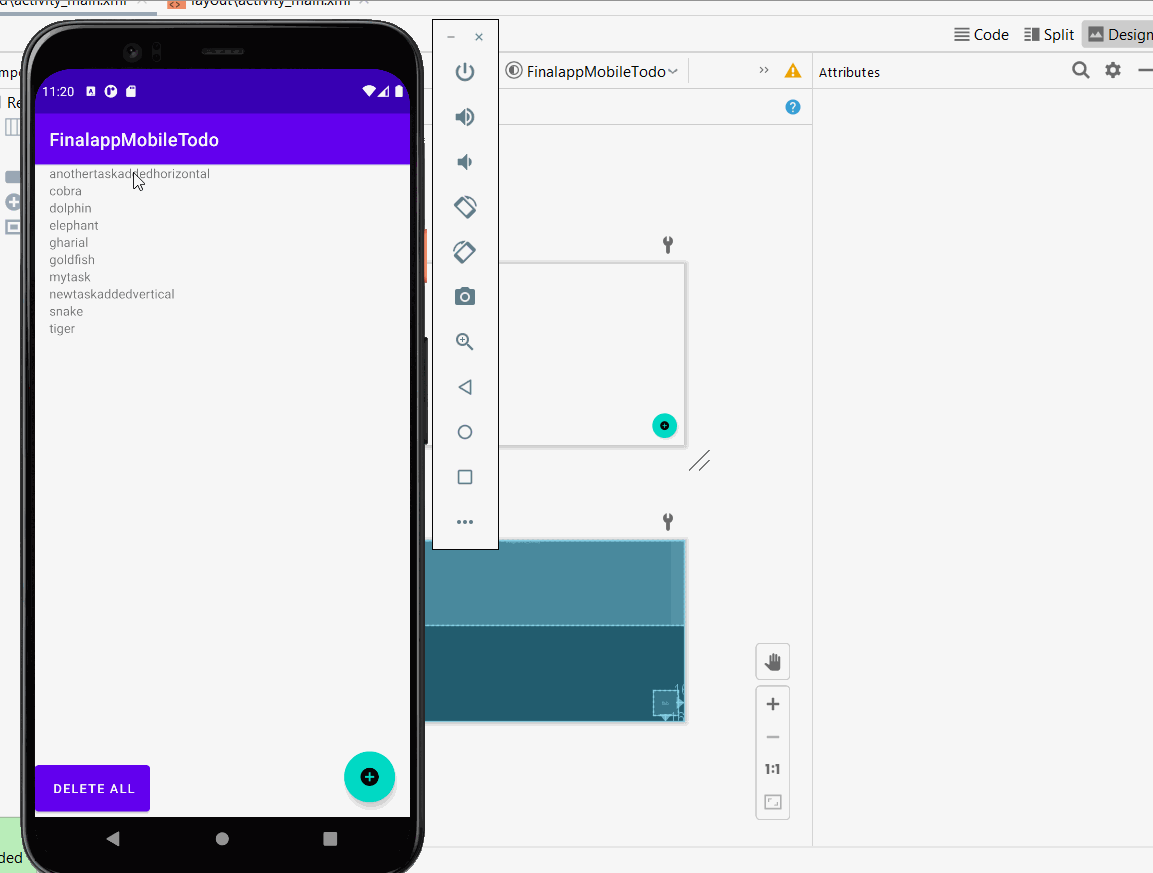 activity_main.xml
layout\activity_main.xml
Code
Split
Design
FinalappMobileTodo
Attributes
11:20
FinalappMobileTodo
anothertaskaddedhorizontal
cobra
dolphin
elephant
gharial
goldfish
mytask
newtaskaddedvertical
snake
tiger
DELETE ALL
1:1
ded